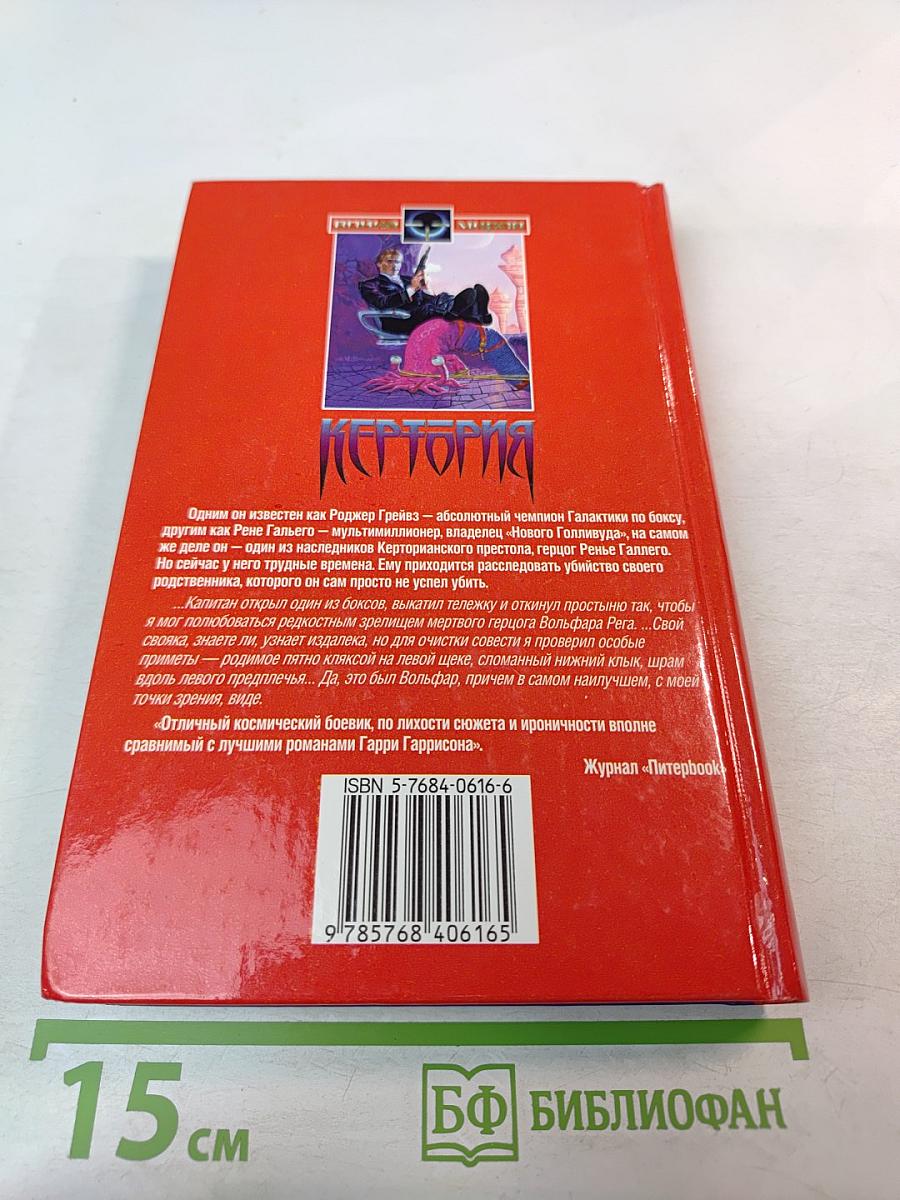 КЕРТОРИЯ
Одним он известен как Роджер Грейвз — абсолютный чемпион Галактики по боксу,
другим как Рене Гальего — мультимиллионер, владелец «Нового Голливуда», на самом
же деле он — один из наследников Керторианского престола, герцог Ренье Галлего.
Но сейчас у него трудные времена. Ему приходится расследовать убийство своего
родственника, которого он сам просто не успел убить.
...Капитан открыл один из боксов, выкатил тележку и откинул простыню так, чтобы
я мог полюбоваться редкостным зрелищем мертвого герцога Вольфара Рега. ...Свой
свояка, знаете ли, узнает издалека, но для очистки совести я проверил особые
приметы — родимое пятно кляксой на левой щеке, сломанный нижний клык, шрам
вдоль левого предплечья... Да, это был Вольфар, причем в самом наилучшем, с моей
точки зрения, виде.
«Отличный космический боевик, по лихости сюжета и ироничности вполне
сравнимый с лучшими романами Гарри Гаррисона».
Журнал «Питерbook»
ISBN 5-7684-0616-6
9 785768 406165
15 см
БФ БИБЛИОФАН